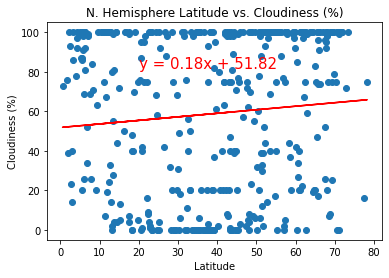 N. Hemisphere Latitude vs. Cloudiness (%)
100
80
y = 0.18x + 51.82
60
40
20
0
Cloudiness (%)
0 10 20 30 40 50 60 70 80
Latitude